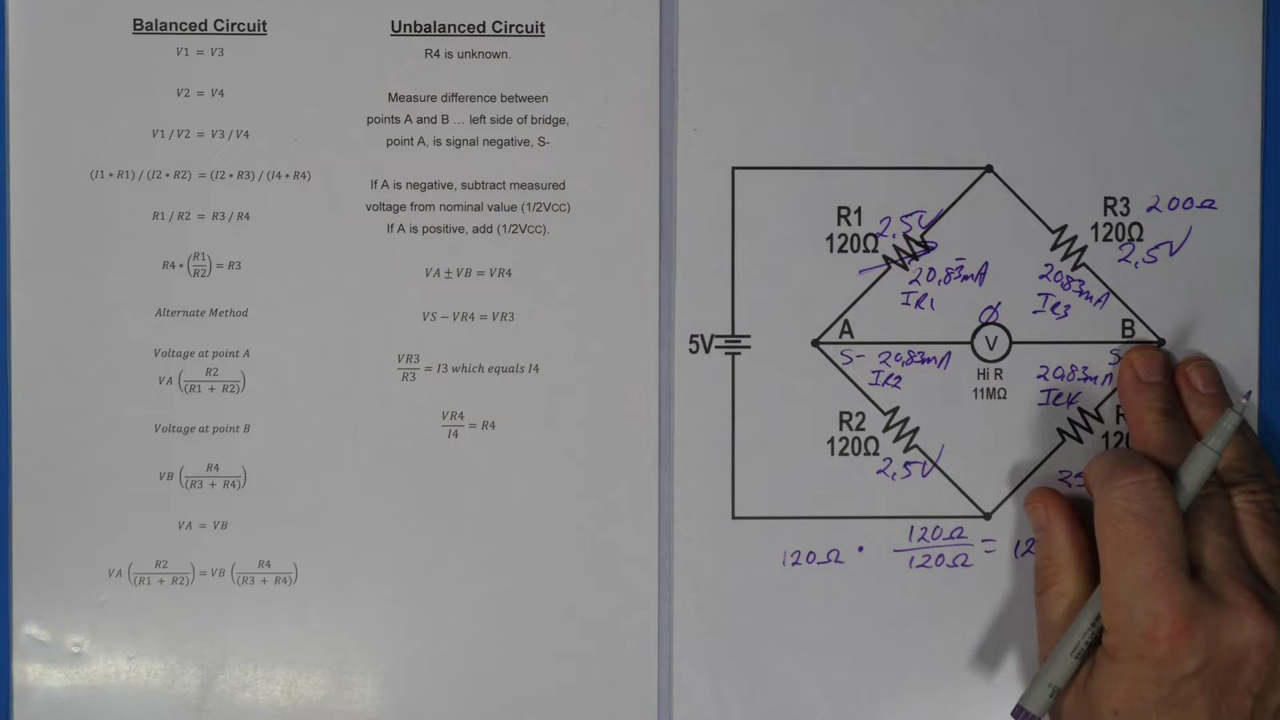 Balanced Circuit
V1 = V3
V2 = V4
V1 / V2 = V3 / V4
(I1 * R1) / (I2 * R2) = (I2 * R3) / (I4 * R4)
R1 / R2 = R3 / R4
R4 * (R1/R2) = R3
Alternate Method
Voltage at point A
VA (R2/(R1 + R2))
Voltage at point B
VB (R4/(R3 + R4))
VA = VB
VA (R2/(R1 + R2)) = VB (R4/(R3 + R4))
Unbalanced Circuit
R4 is unknown.
Measure difference between
points A and B ... left side of bridge,
point A, is signal negative, S-
If A is negative, subtract measured
voltage from nominal value (1/2VCC)
If A is positive, add (1/2VCC).
VA ± VB = VR4
VS − VR4 = VR3
VR3/R3 = I3 which equals I4
VR4/I4 = R4
R1
120Ω
2.5V
20.83mA
IR1
R3 200Ω
120Ω
2.5V
20.83mA
IR3
5V
A
B
S-
S
Ø
V
Hi R
11MΩ
20.83mA
IR2
20.83mA
IR4
R2
120Ω
2.5V
120Ω · 120Ω/120Ω = 12